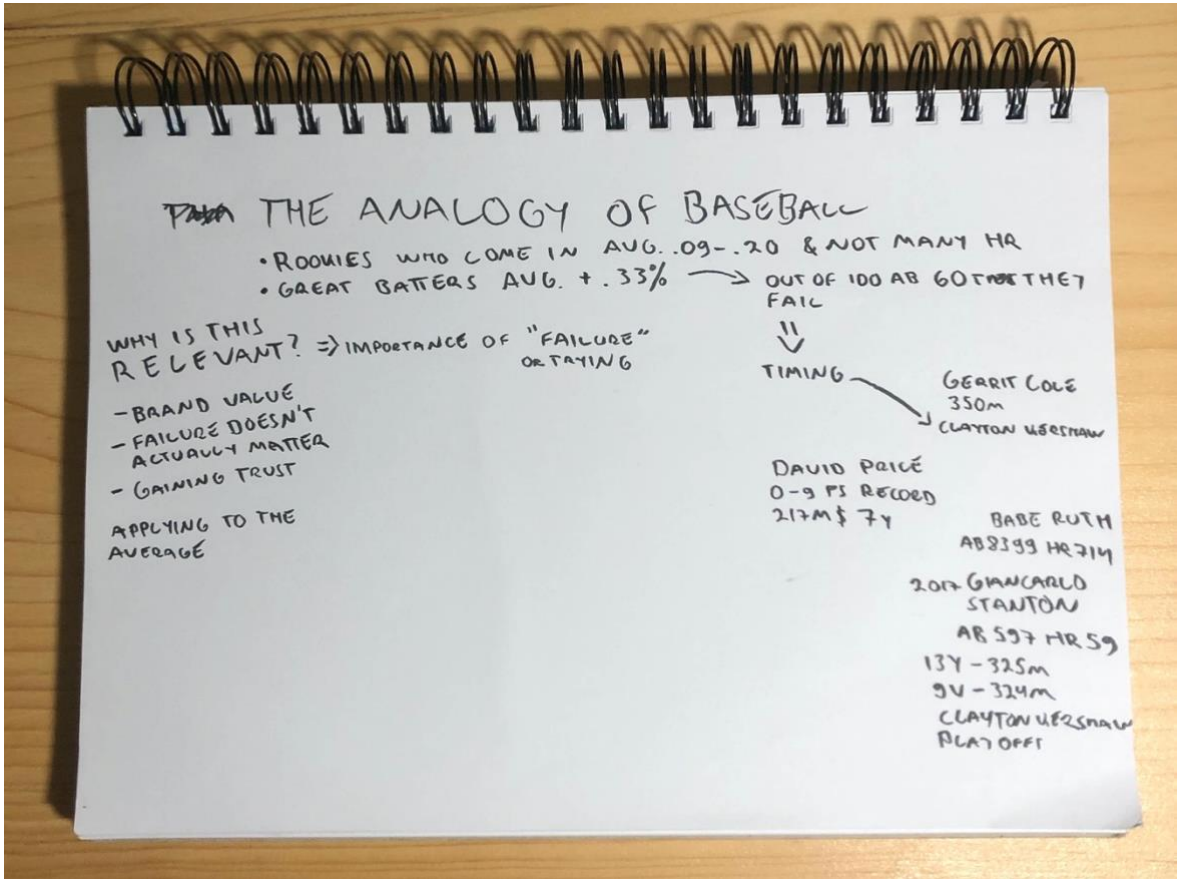 THE ANALOGY OF BASEBALL
• ROOKIES WHO COME IN AUG. .09-.20 & NOT MANY HR
• GREAT BATTERS AUG. + .33% → OUT OF 100 AB 60 THEY
FAIL
⇓
TIMING
GERRIT COLE
350M
CLAYTON KERSHAW
WHY IS THIS
RELEVANT? => IMPORTANCE OF "FAILURE"
OR TRYING
- BRAND VALUE
- FAILURE DOESN'T
ACTUALLY MATTER
- GAINING TRUST
APPLYING TO THE
AVERAGE
DAVID PRICE
0-9 PS RECORD
217M$ 7Y
BABE RUTH
AB8399 HR714
2017 GIANCARLO
STANTON
AB 597 HR 59
13Y - 325M
9Y - 324M
CLAYTON KERSHAW
PLAYOFFS